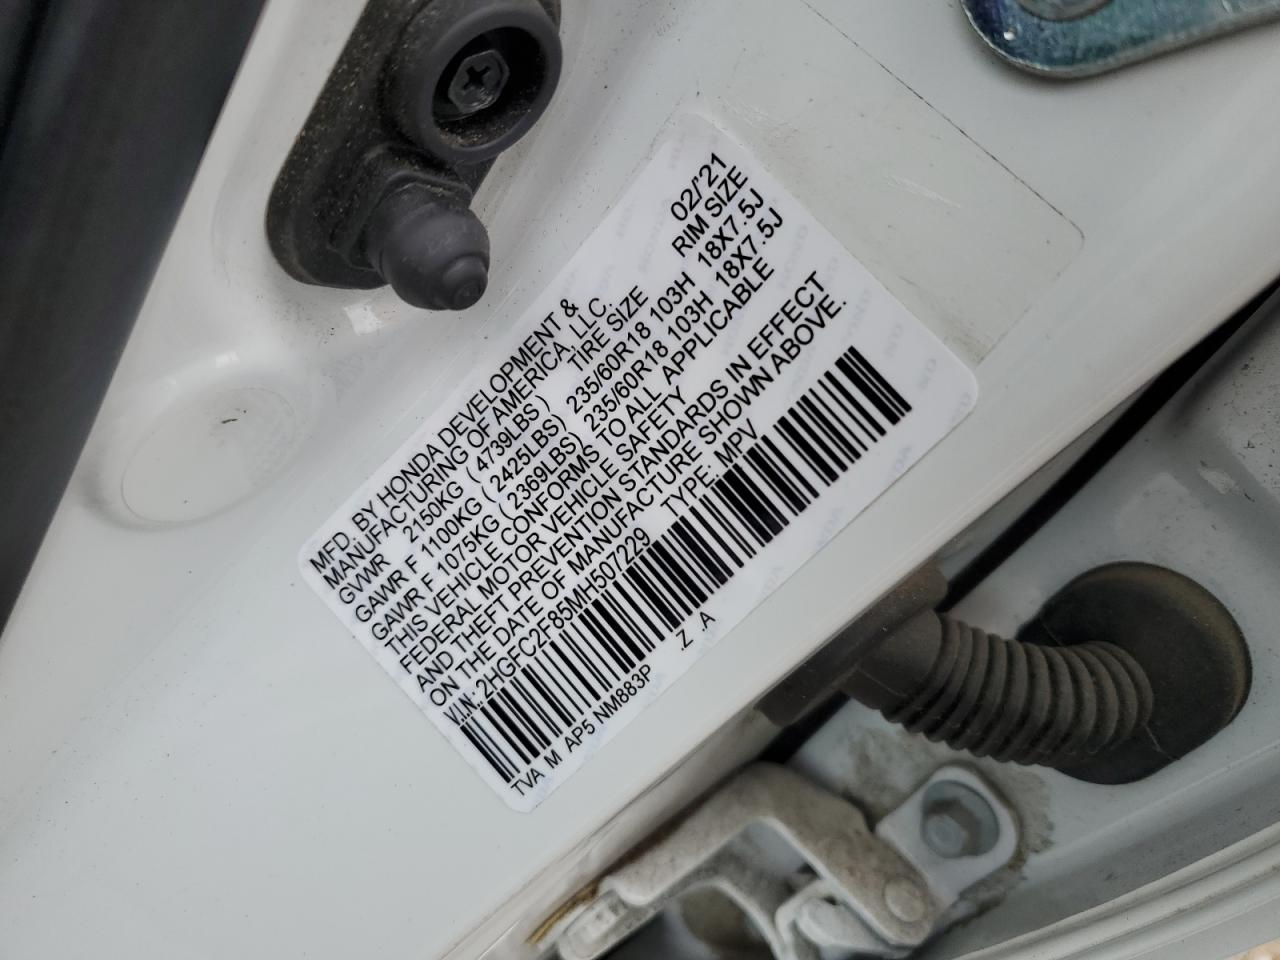 MFD. BY HONDA DEVELOPMENT &
MANUFACTURING OF AMERICA, LLC. 02/'21
GVWR 2150KG (4739LBS) TIRE SIZE RIM SIZE
GAWR F 1100KG (2425LBS) 235/60R18 103H 18X7.5J
GAWR F 1075KG (2369LBS) 235/60R18 103H 18X7.5J
THIS VEHICLE CONFORMS TO ALL APPLICABLE
FEDERAL MOTOR VEHICLE SAFETY
AND THEFT PREVENTION STANDARDS IN EFFECT
ON THE DATE OF MANUFACTURE SHOWN ABOVE.
V.I.N: 2HGFC2F85MH507229 TYPE: MPV
TVA M AP5 NM883P .Z A